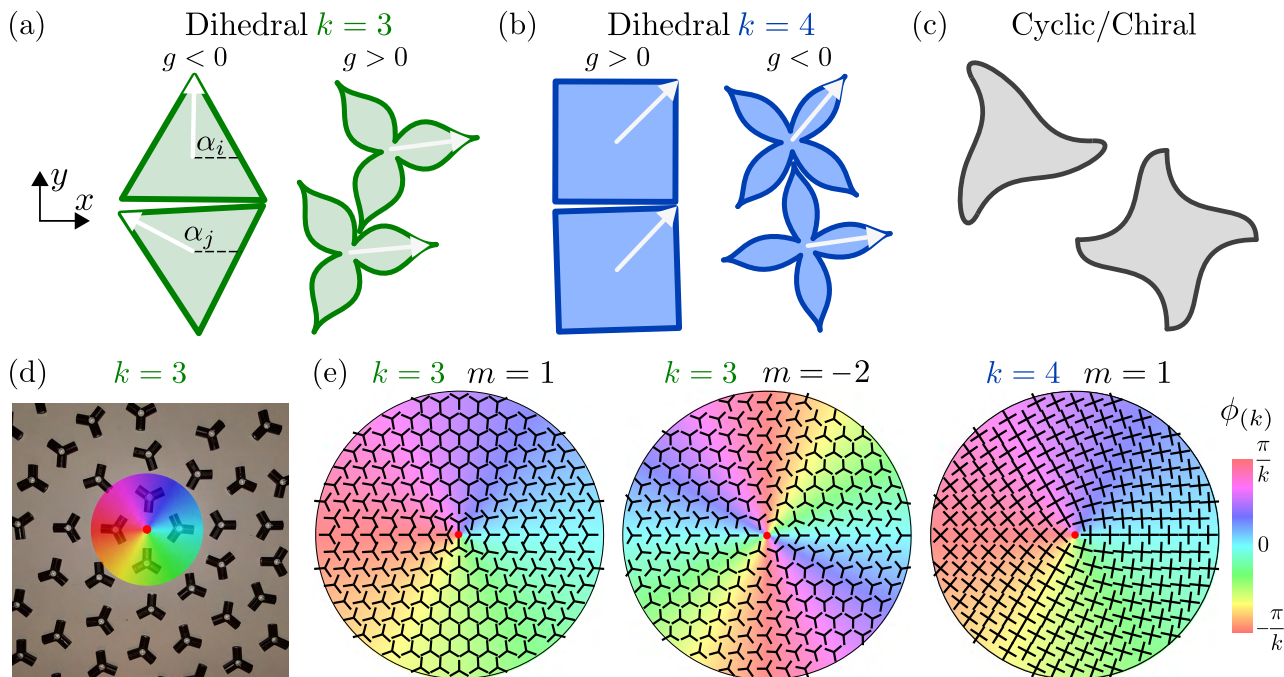 (a) Dihedral k = 3
g < 0 g > 0
α_i
α_j
y
x
(b) Dihedral k = 4
g > 0 g < 0
(c) Cyclic/Chiral
(d) k = 3
(e) k = 3 m = 1
k = 3 m = −2
k = 4 m = 1
ϕ_(k)
π/k
0
−π/k